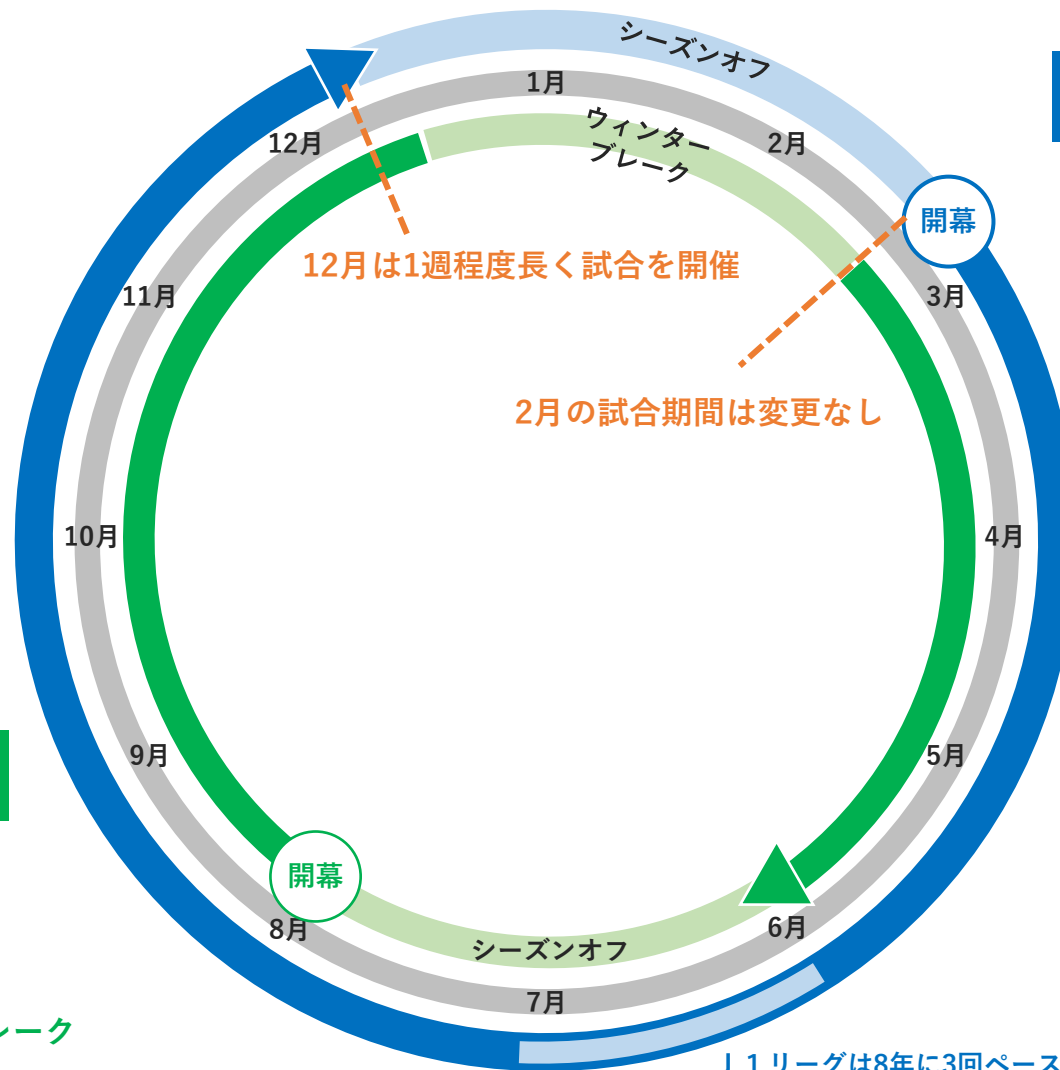 シーズンオフ
1月
ウィンター
ブレーク
12月
2月
開幕
12月は1週程度長く試合を開催
11月
3月
2月の試合期間は変更なし
10月
4月
9月
5月
開幕
8月
6月
シーズンオフ
7月
ーク
1リーグは8年に3回ペース